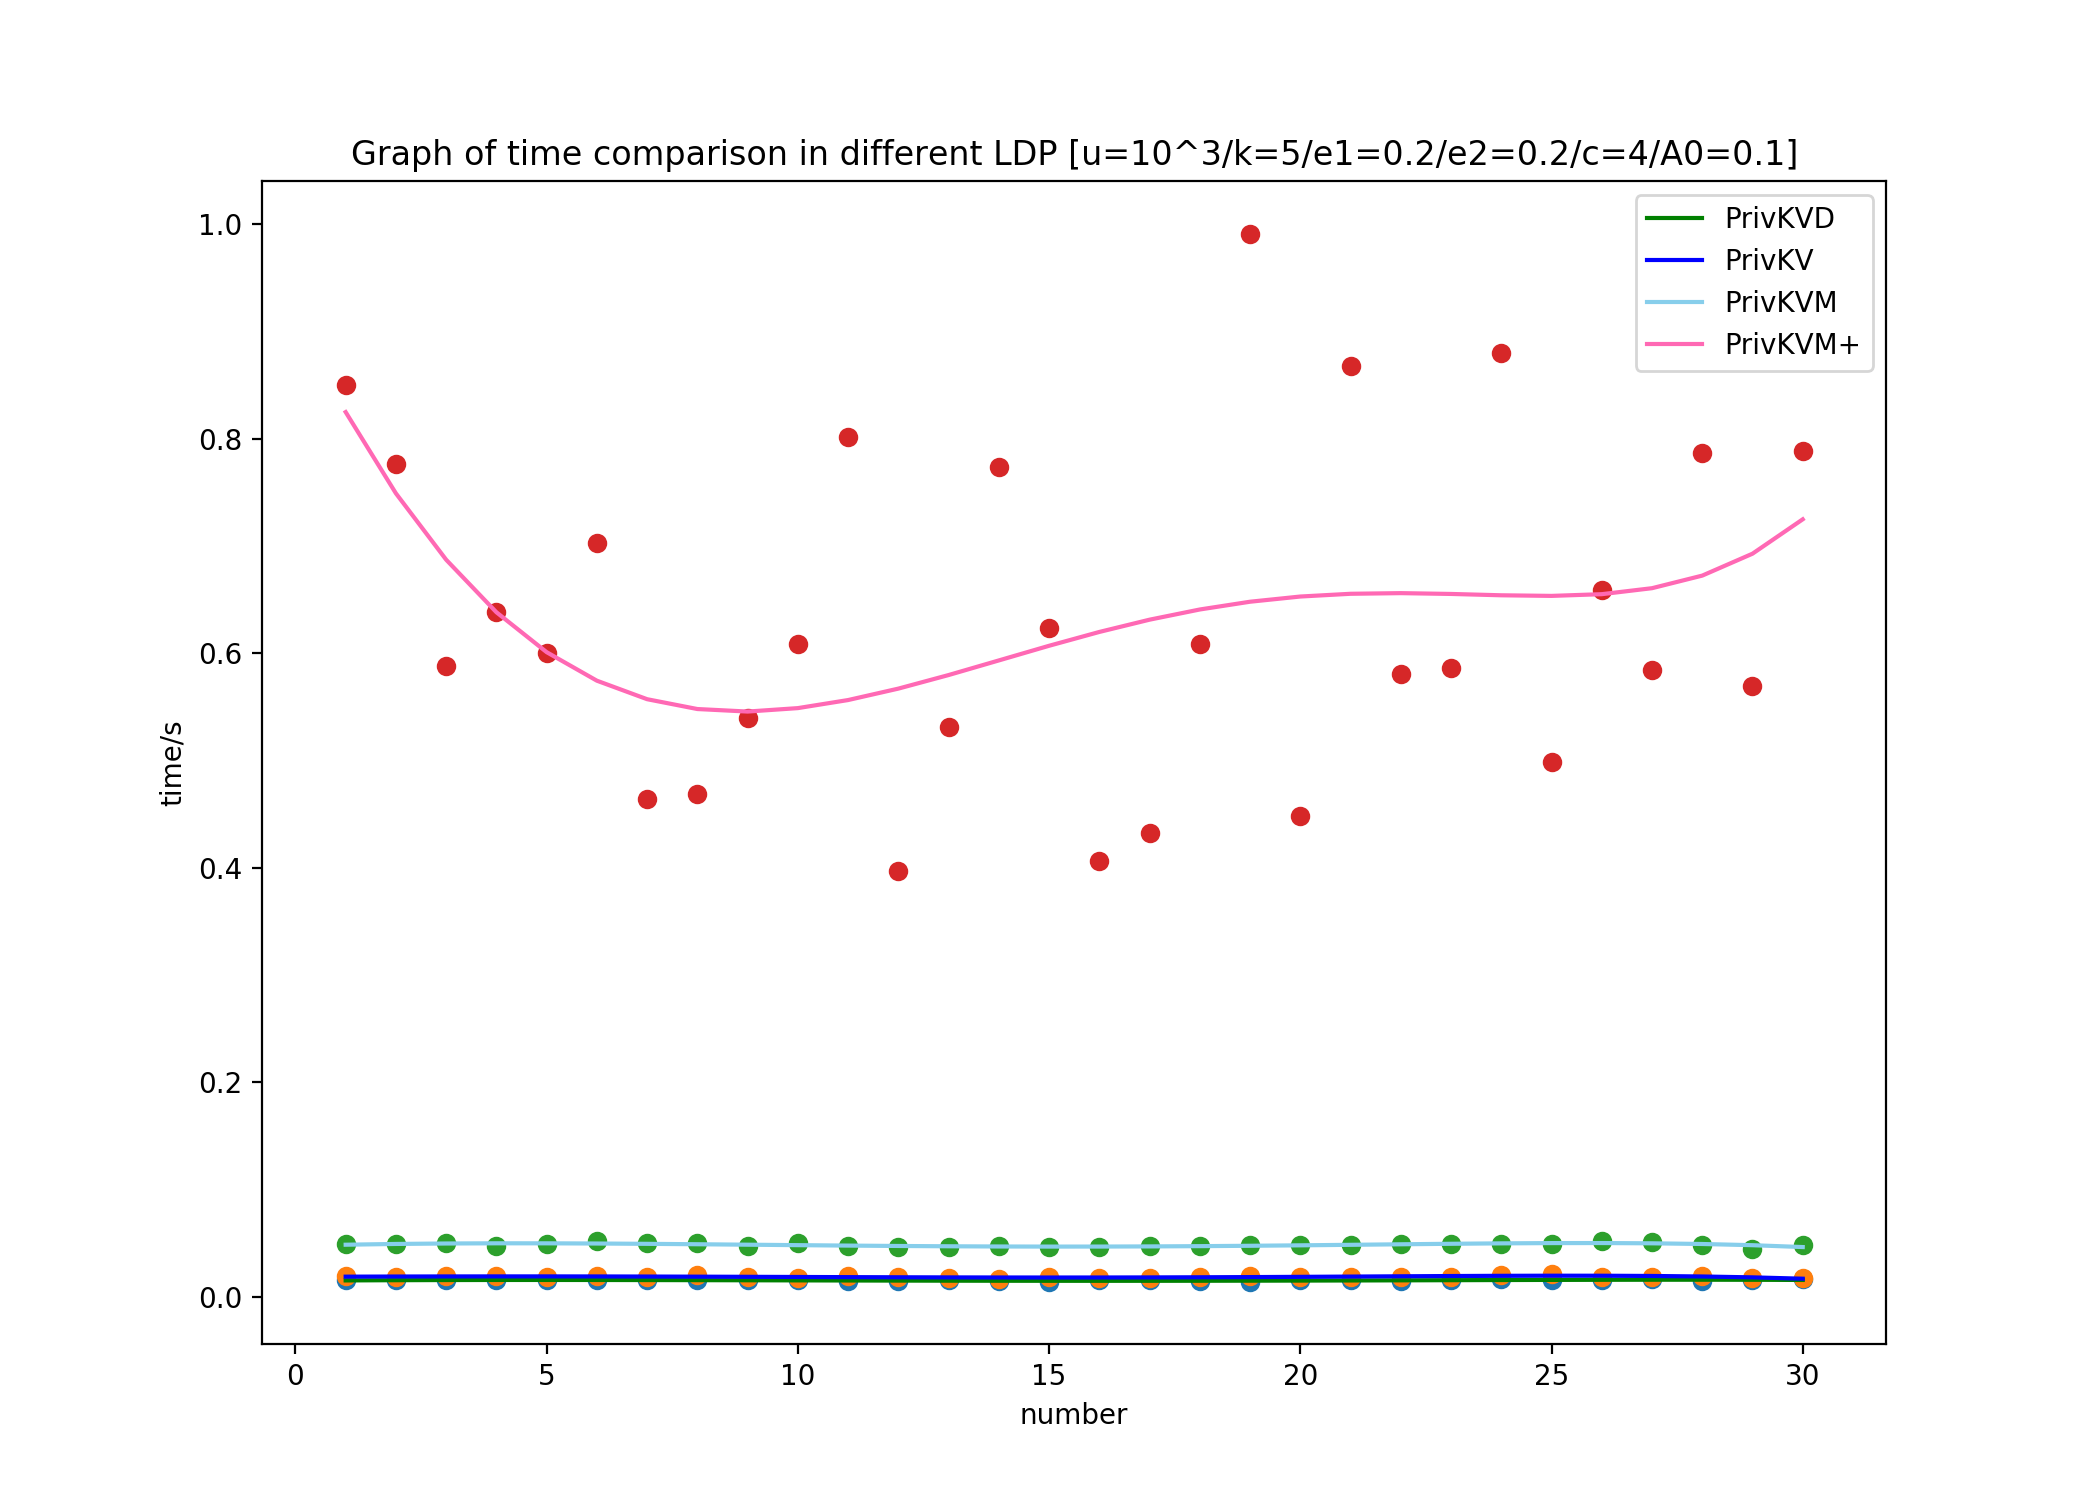 Graph of time comparison in different LDP [u=10^3/k=5/e1=0.2/e2=0.2/c=4/A0=0.1]
PrivKVD
PrivKV
PrivKVM
PrivKVM+
1.0
0.8
0.6
0.4
0.2
0.0
time/s
0 5 10 15 20 25 30
number